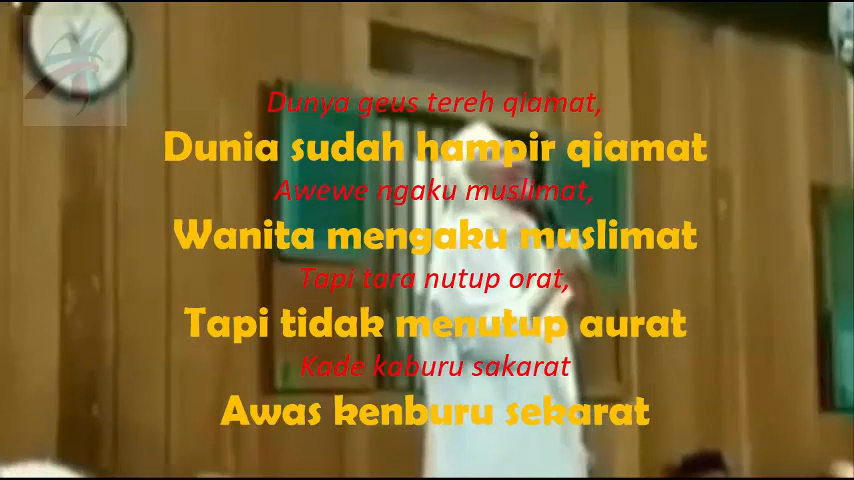 Dunya geus tereh qiamat,
Dunia sudah hampir qiamat
Awewe ngaku muslimat,
Wanita mengaku muslimat
Tapi tara nutup orat,
Tapi tidak menutup aurat
Kade kaburu sakarat
Awas kenburu sekarat